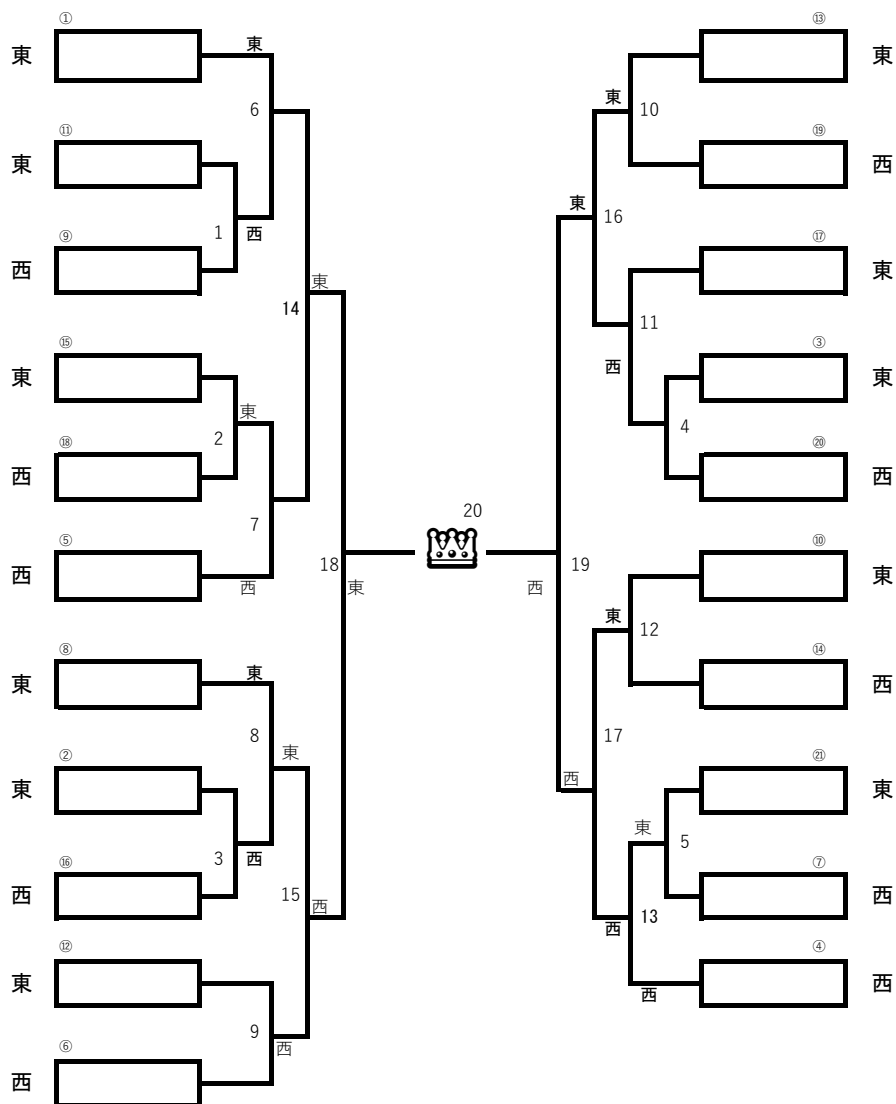 ① ⑬
東 東 東
6 東 10
⑪ ⑲
東 西
東 16
⑨ 1 西 ⑰
西 東
東
14 11
⑮ ③
東 西 東
東
⑱ 2 4 ⑳
西 西
20
⑤ 7 ⑩
西 18 19 東
西 東 西
東 12
⑧ ⑭
東 東 西
8 東 17
② ㉑
東 西 東
東
⑯ 3 西 5 ⑦
西 15 西 西
西 13
⑫ ④
東 西 西
9
⑥ 西
西